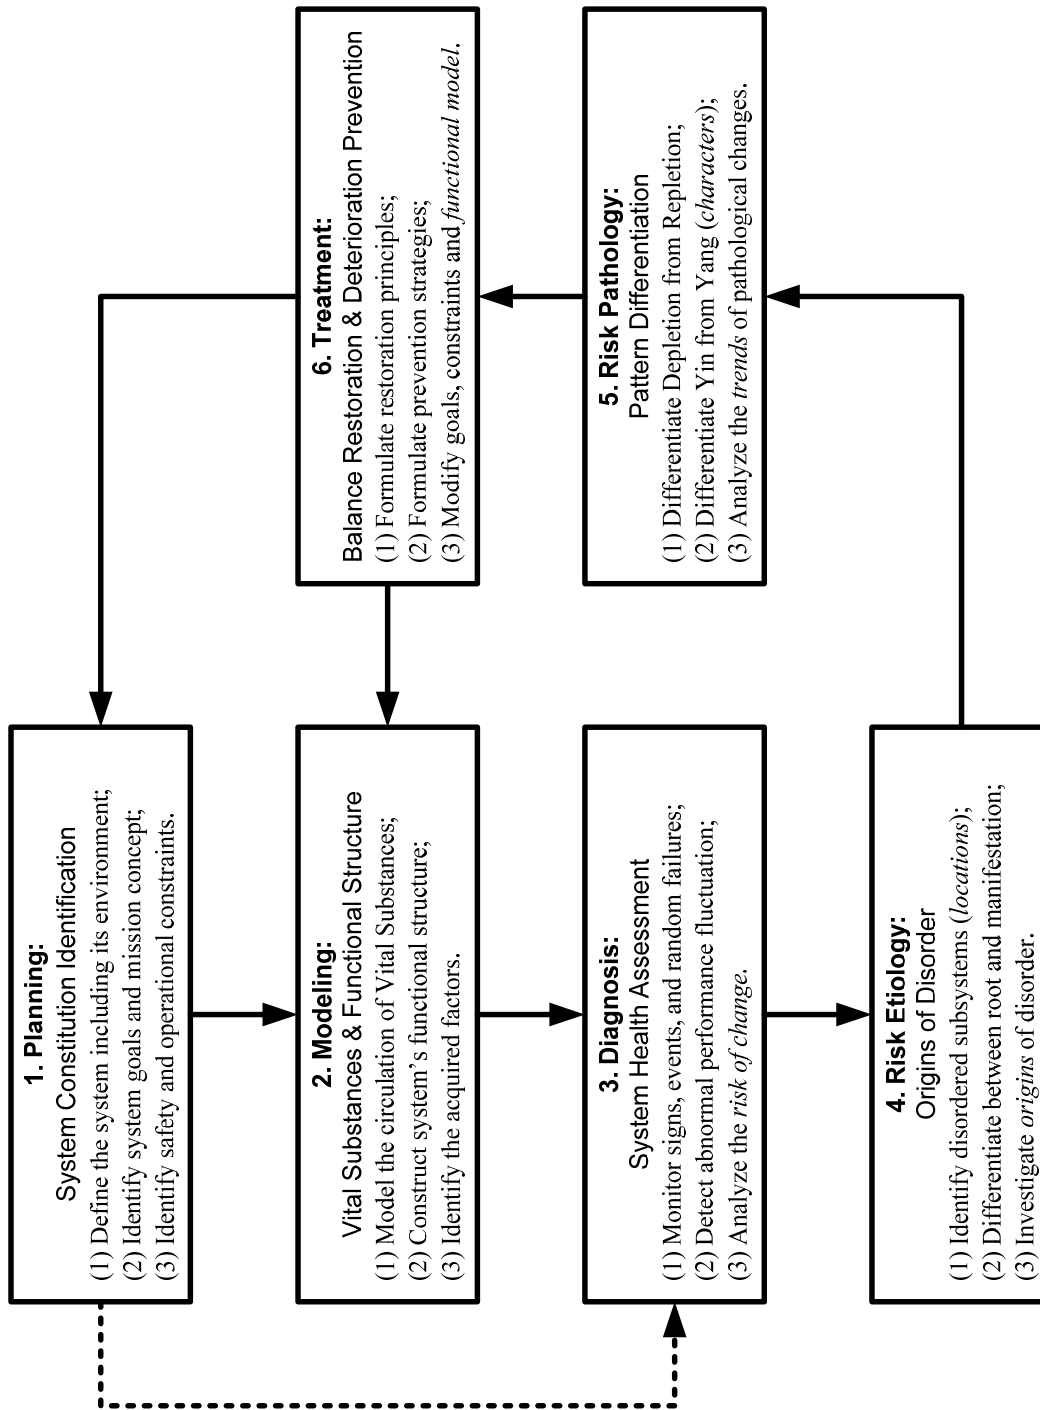 1. Planning:
System Constitution Identification
(1) Define the system including its environment;
(2) Identify system goals and mission concept;
(3) Identify safety and operational constraints.
2. Modeling:
Vital Substances & Functional Structure
(1) Model the circulation of Vital Substances;
(2) Construct system's functional structure;
(3) Identify the acquired factors.
3. Diagnosis:
System Health Assessment
(1) Monitor signs, events, and random failures;
(2) Detect abnormal performance fluctuation;
(3) Analyze the risk of change.
4. Risk Etiology:
Origins of Disorder
(1) Identify disordered subsystems (locations);
(2) Differentiate between root and manifestation;
(3) Investigate origins of disorder.
5. Risk Pathology:
Pattern Differentiation
(1) Differentiate Depletion from Repletion;
(2) Differentiate Yin from Yang (characters);
(3) Analyze the trends of pathological changes.
6. Treatment:
Balance Restoration & Deterioration Prevention
(1) Formulate restoration principles;
(2) Formulate prevention strategies;
(3) Modify goals, constraints and functional model.